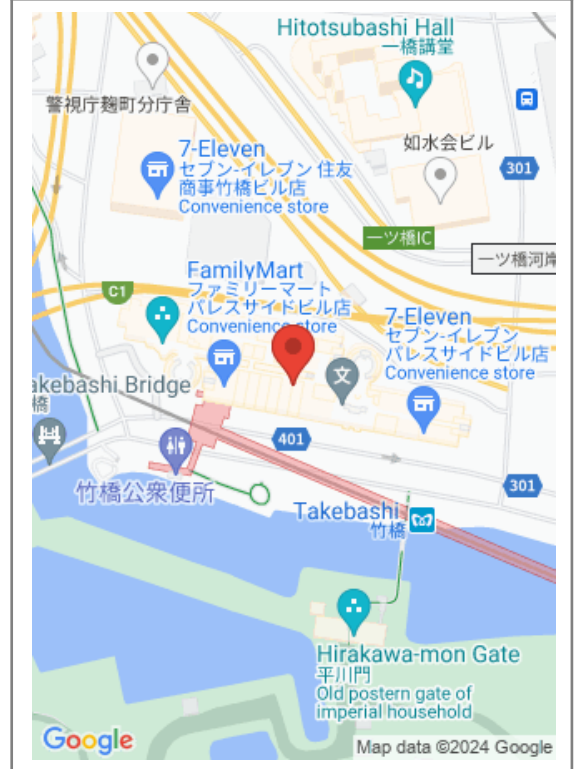 Hitotsubashi Hall
一橋講堂
警視庁麹町分庁舎
如水会ビル
7-Eleven
セブン-イレブン 住友
商事竹橋ビル店
Convenience store
301
一ツ橋IC
一ツ橋河岸
C1
FamilyMart
ファミリーマート
パレスサイドビル店
Convenience store
7-Eleven
セブン-イレブン
パレスサイドビル店
Convenience store
文
akebashi Bridge
橋
401
301
竹橋公衆便所
Takebashi
竹橋
Hirakawa-mon Gate
平川門
Old postern gate of
imperial household
Google
Map data ©2024 Google